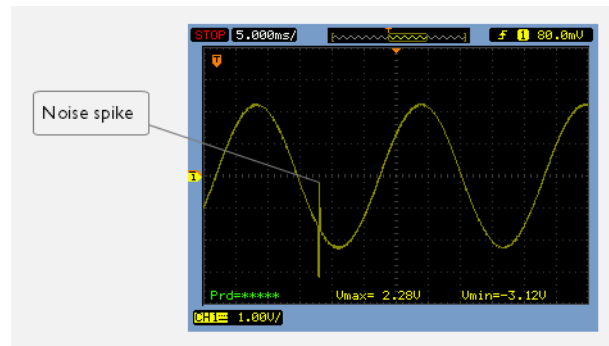 STOP 5.000ms/ 1 80.0mV
T
Noise spike
1
Prd=***** Vmax= 2.28V Vmin=-3.12V
CH1 1.00V/